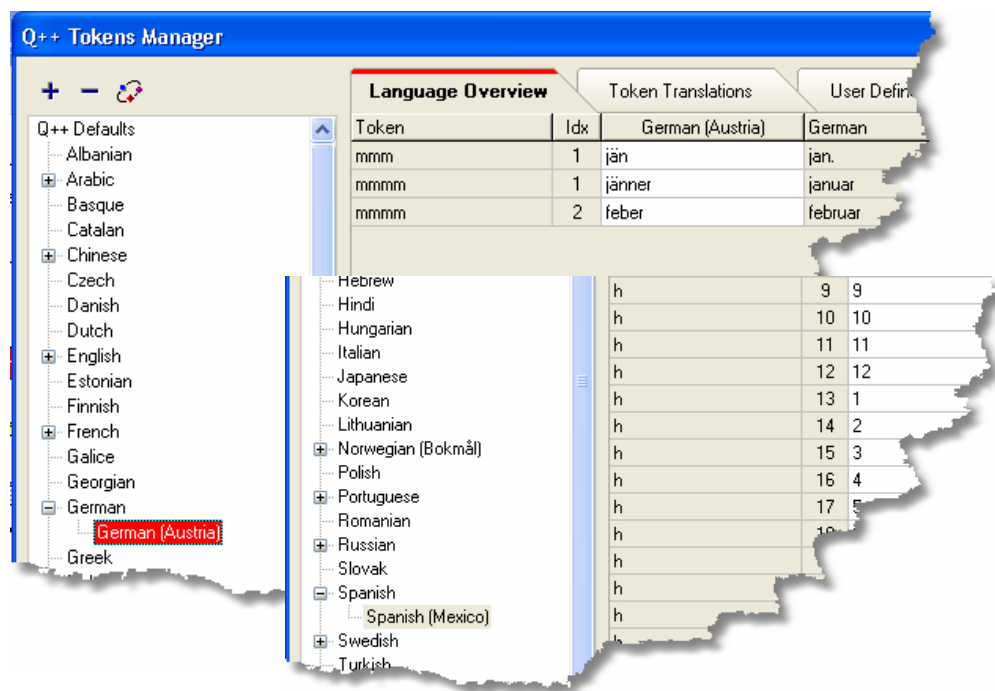 Q++ Tokens Manager
Language Overview Token Translations User Defin
Q++ Defaults
Albanian
Arabic
Basque
Catalan
Chinese
Czech
Danish
Dutch
English
Estonian
Finnish
French
Galice
Georgian
German
German (Austria)
Greek
Token Idx German (Austria) German
mmm 1 jän jan.
mmmm 1 jänner januar
mmmm 2 feber februar
Hebrew
Hindi
Hungarian
Italian
Japanese
Korean
Lithuanian
Norwegian (Bokmål)
Polish
Portuguese
Romanian
Russian
Slovak
Spanish
Spanish (Mexico)
Swedish
Turkish
h 9 9
h 10 10
h 11 11
h 12 12
h 13 1
h 14 2
h 15 3
h 16 4
h 17 5
h
h
h
h